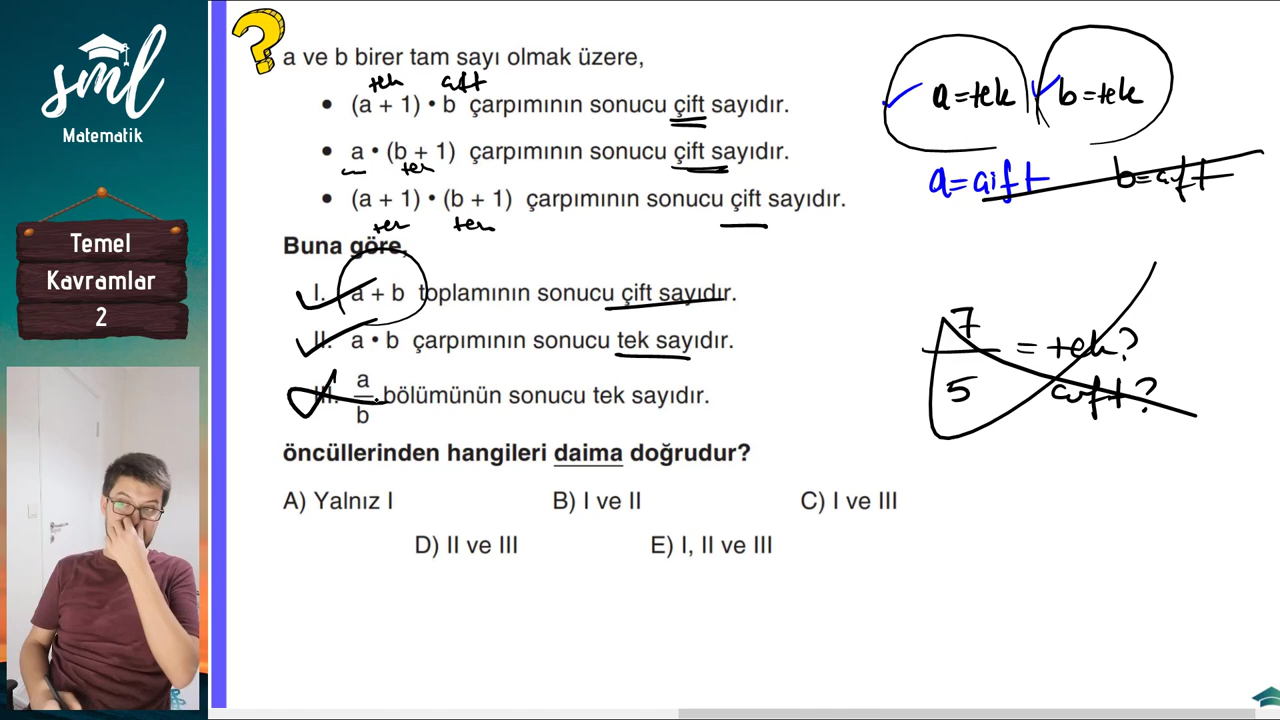 sml
Matematik
Temel
Kavramlar
2
?
a ve b birer tam sayı olmak üzere,
tek çift
• (a + 1) • b çarpımının sonucu çift sayıdır.
• a • (b + 1) çarpımının sonucu çift sayıdır.
tek
• (a + 1) • (b + 1) çarpımının sonucu çift sayıdır.
tek tek
Buna göre,
I. a + b toplamının sonucu çift sayıdır.
II. a • b çarpımının sonucu tek sayıdır.
III. a/b bölümünün sonucu tek sayıdır.
öncüllerinden hangileri daima doğrudur?
A) Yalnız I B) I ve II C) I ve III
D) II ve III E) I, II ve III
a=tek b=tek
a=çift b=çift
7/5 = tek?
çift?